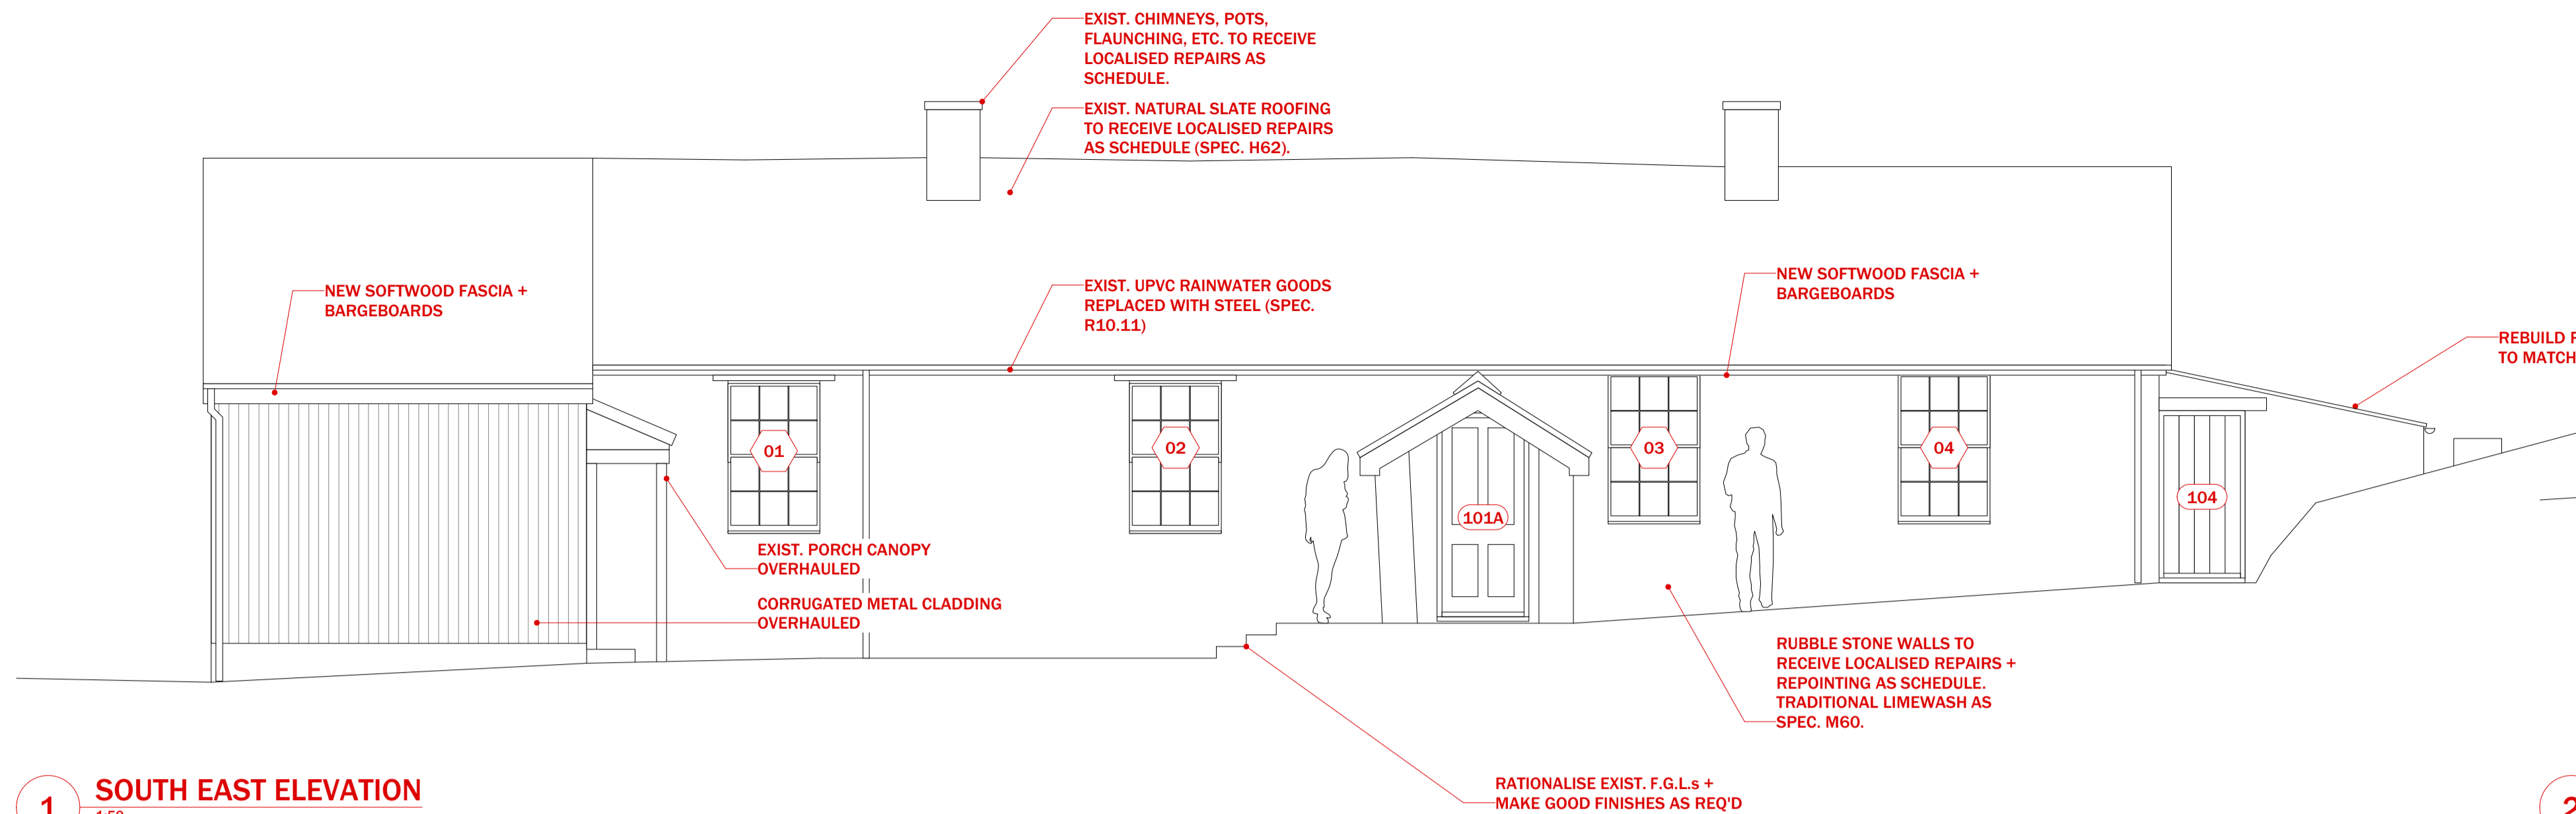 EXIST. CHIMNEYS, POTS,
FLAUNCHING, ETC. TO RECEIVE
LOCALISED REPAIRS AS
SCHEDULE.
EXIST. NATURAL SLATE ROOFING
TO RECEIVE LOCALISED REPAIRS
AS SCHEDULE (SPEC. H62).
NEW SOFTWOOD FASCIA +
BARGEBOARDS
EXIST. UPVC RAINWATER GOODS
REPLACED WITH STEEL (SPEC.
R10.11)
NEW SOFTWOOD FASCIA +
BARGEBOARDS
REBUILD
TO MATCH
01
02
03
04
104
101A
EXIST. PORCH CANOPY
OVERHAULED
CORRUGATED METAL CLADDING
OVERHAULED
RUBBLE STONE WALLS TO
RECEIVE LOCALISED REPAIRS +
REPOINTING AS SCHEDULE.
TRADITIONAL LIMEWASH AS
SPEC. M60.
RATIONALISE EXIST. F.G.L.s +
MAKE GOOD FINISHES AS REQ'D
1
SOUTH EAST ELEVATION
2